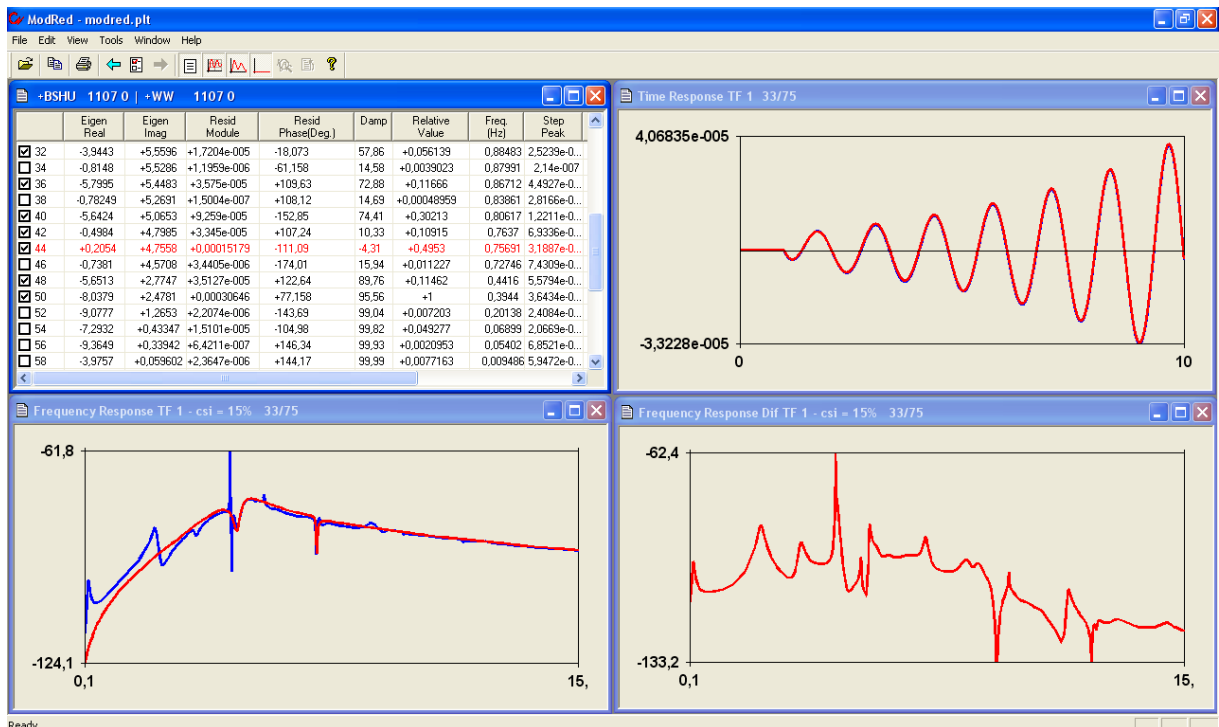 ModRed - modred.plt
File Edit View Tools Window Help
+BSHU 1107 0 | +WW 1107 0
Eigen Real Eigen Imag Resid Module Resid Phase(Deg.) Damp Relative Value Freq. (Hz) Step Peak
32 -3,9443 +5,5596 +1,7204e-005 -18,073 57,86 +0,056139 0,88483 2,5239e-0...
34 -0,8148 +5,5286 +1,1959e-006 -61,158 14,58 +0,0039023 0,87991 2,14e-007
36 -5,7995 +5,4483 +3,575e-005 +109,63 72,88 +0,11666 0,86712 4,4927e-0...
38 -0,78249 +5,2691 +1,5004e-007 +108,12 14,69 +0,00048959 0,83861 2,8166e-0...
40 -5,6424 +5,0653 +9,259e-005 -152,85 74,41 +0,30213 0,80617 1,2211e-0...
42 -0,4984 +4,7985 +3,345e-005 +107,24 10,33 +0,10915 0,7637 6,9336e-0...
44 +0,2054 +4,7558 +0,00015179 -111,09 -4,31 +0,4953 0,75691 3,1887e-0...
46 -0,7381 +4,5708 +3,4405e-006 -174,01 15,94 +0,011227 0,72746 7,4309e-0...
48 -5,6513 +2,7747 +3,5127e-005 +122,64 89,76 +0,11462 0,4416 5,5794e-0...
50 -8,0379 +2,4781 +0,00030646 +77,158 95,56 +1 0,3944 3,6434e-0...
52 -9,0777 +1,2653 +2,2074e-006 -143,69 99,04 +0,007203 0,20138 2,4084e-0...
54 -7,2932 +0,43347 +1,5101e-005 -104,98 99,82 +0,049277 0,06899 2,0669e-0...
56 -9,3649 +0,33942 +6,4211e-007 +146,34 99,93 +0,0020953 0,05402 6,8521e-0...
58 -3,9757 +0,059602 +2,3647e-006 +144,17 99,99 +0,0077163 0,009486 5,9472e-0...
Time Response TF 1 33/75
4,06835e-005
-3,3228e-005
0 10
Frequency Response TF 1 - csi = 15% 33/75
-61,8
-124,1
0,1 15,
Frequency Response Dif TF 1 - csi = 15% 33/75
-62,4
-133,2
0,1 15,
Ready